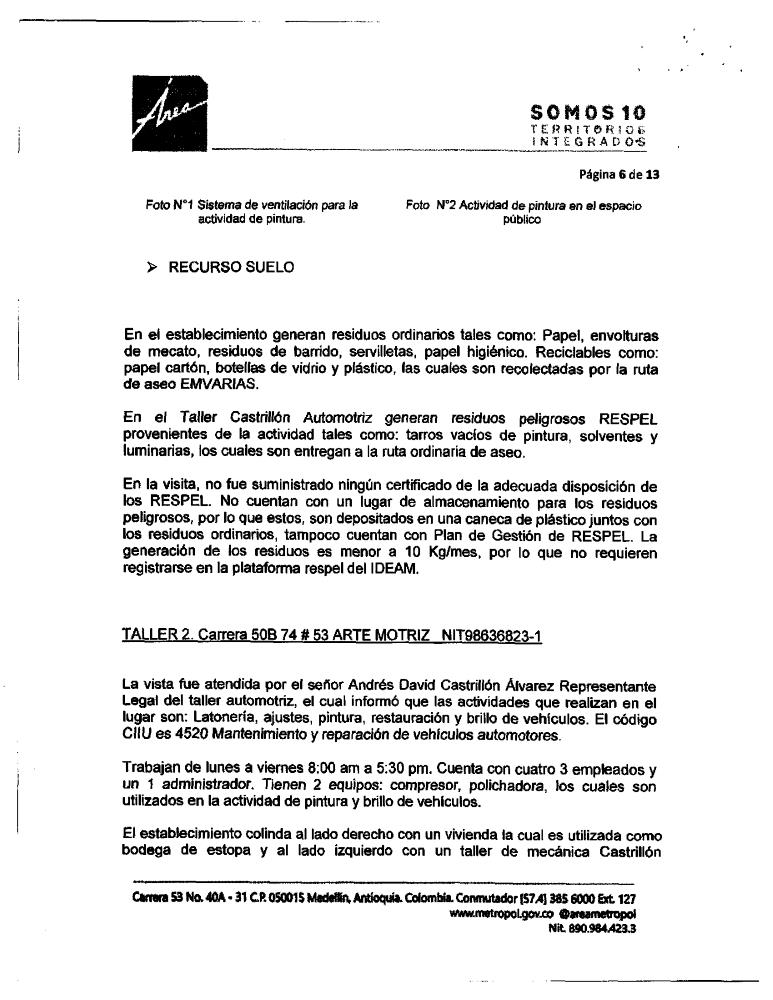 Área
SOMOS 10
TERRITORIOS
INTEGRADOS
Página 6 de 13
Foto N°1 Sistema de ventilación para la
actividad de pintura.
Foto N°2 Actividad de pintura en el espacio
público
➢ RECURSO SUELO
En el establecimiento generan residuos ordinarios tales como: Papel, envolturas
de mecato, residuos de barrido, servilletas, papel higiénico. Reciclables como:
papel cartón, botellas de vidrio y plástico, las cuales son recolectadas por la ruta
de aseo EMVARIAS.
En el Taller Castrillón Automotriz generan residuos peligrosos RESPEL
provenientes de la actividad tales como: tarros vacíos de pintura, solventes y
luminarias, los cuales son entregan a la ruta ordinaria de aseo.
En la visita, no fue suministrado ningún certificado de la adecuada disposición de
los RESPEL. No cuentan con un lugar de almacenamiento para los residuos
peligrosos, por lo que estos, son depositados en una caneca de plástico juntos con
los residuos ordinarios, tampoco cuentan con Plan de Gestión de RESPEL. La
generación de los residuos es menor a 10 Kg/mes, por lo que no requieren
registrarse en la plataforma respel del IDEAM.
TALLER 2. Carrera 50B 74 # 53 ARTE MOTRIZ NIT98636823-1
La vista fue atendida por el señor Andrés David Castrillón Álvarez Representante
Legal del taller automotriz, el cual informó que las actividades que realizan en el
lugar son: Latonería, ajustes, pintura, restauración y brillo de vehículos. El código
CIIU es 4520 Mantenimiento y reparación de vehículos automotores.
Trabajan de lunes a viernes 8:00 am a 5:30 pm. Cuenta con cuatro 3 empleados y
un 1 administrador. Tienen 2 equipos: compresor, polichadora, los cuales son
utilizados en la actividad de pintura y brillo de vehículos.
El establecimiento colinda al lado derecho con un vivienda la cual es utilizada como
bodega de estopa y al lado izquierdo con un taller de mecánica Castrillón
Carrera 53 No. 40A - 31 C.P. 050015 Medellín, Antioquia. Colombia. Conmutador [57.4] 385 6000 Ext. 127
www.metropol.gov.co @areametropol
Nit. 890.984.423.3